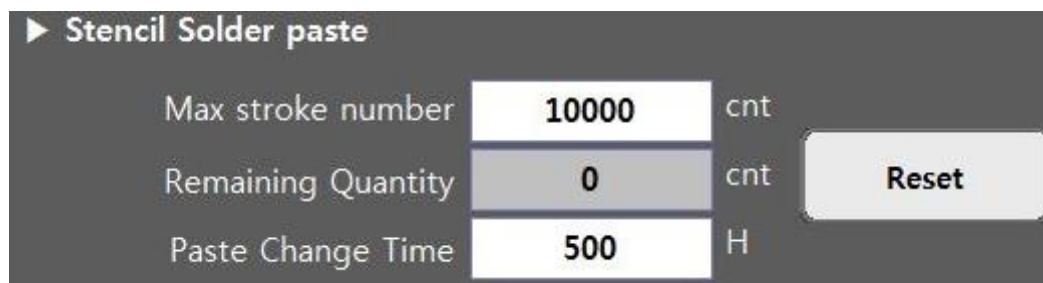 ▶ Stencil Solder paste
Max stroke number 10000 cnt
Remaining Quantity 0 cnt Reset
Paste Change Time 500 H